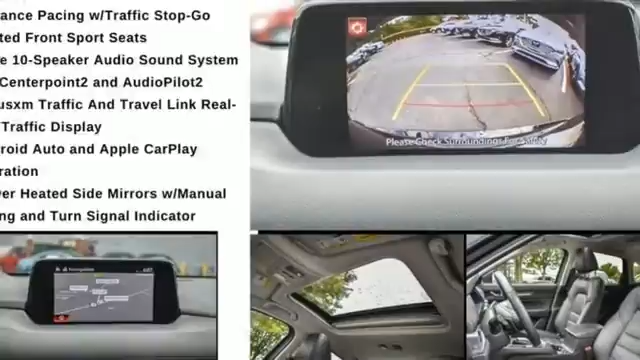 ance Pacing w/Traffic Stop-Go
ted Front Sport Seats
e 10-Speaker Audio Sound System
Centerpoint2 and AudioPilot2
usxm Traffic And Travel Link Real-
/Traffic Display
roid Auto and Apple CarPlay
ration
er Heated Side Mirrors w/Manual
ng and Turn Signal Indicator
Please Check Surroundings For Safety
Navigation